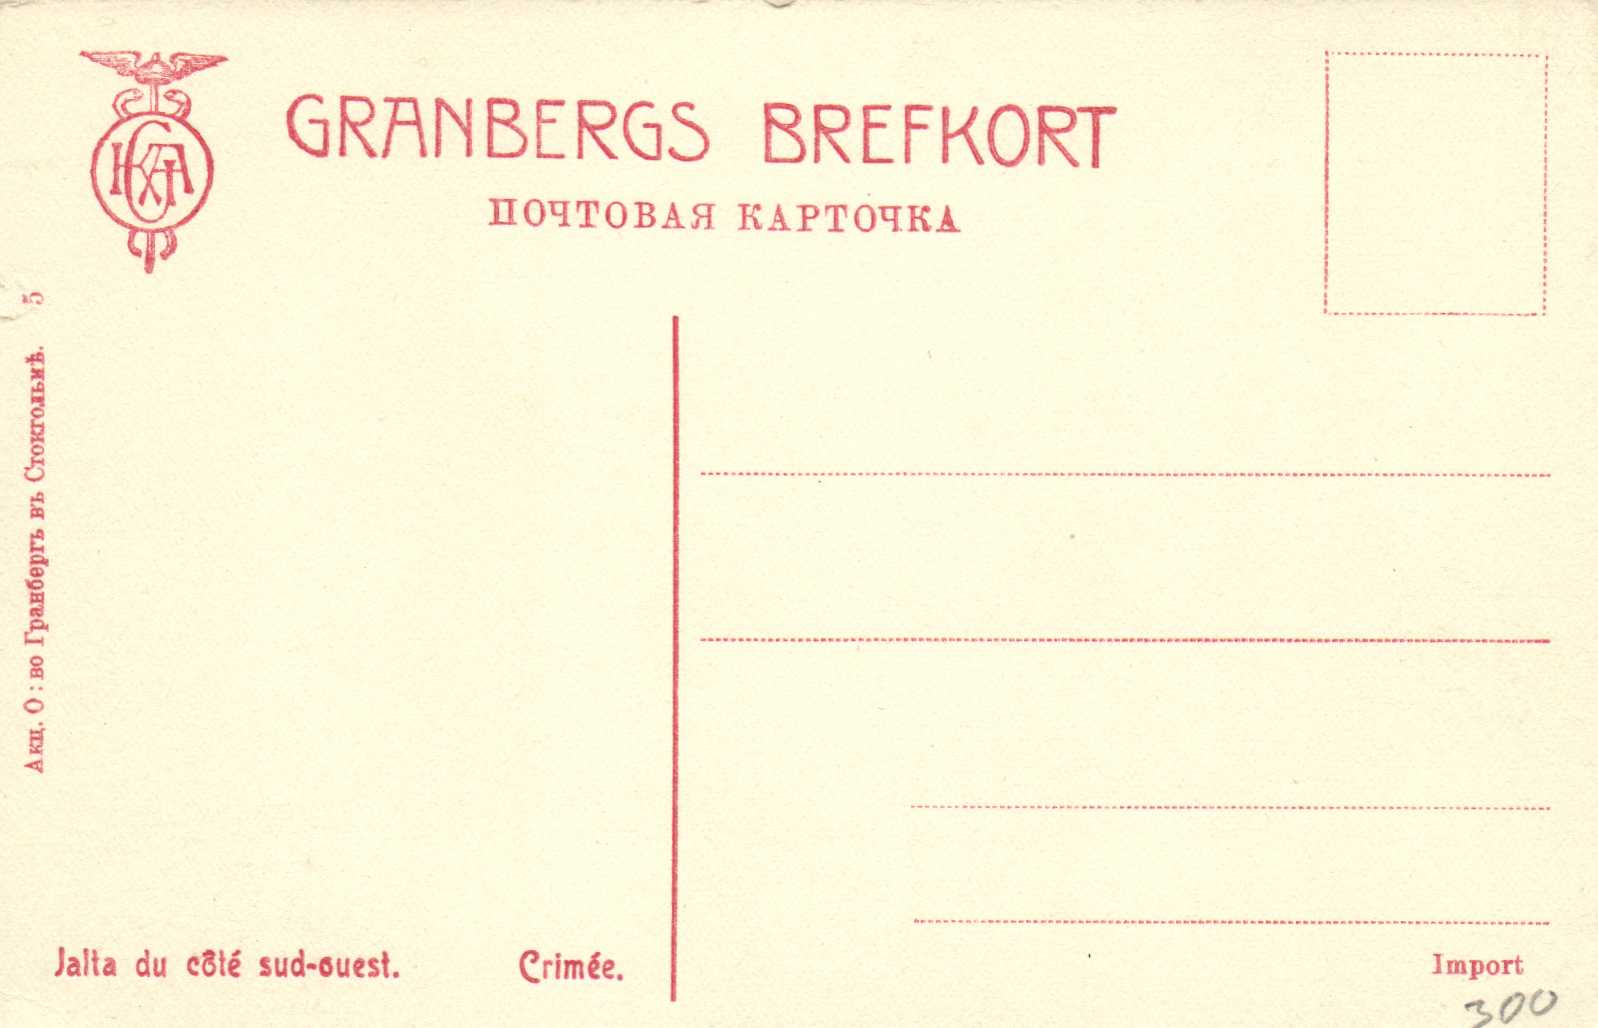 GRANBERGS BREFKORT
ПОЧТОВАЯ КАРТОЧКА
Акц. О:во Гранбергъ въ Стокгольмѣ. 5
Jalta du côté sud-ouest. Crimée.
Import
300